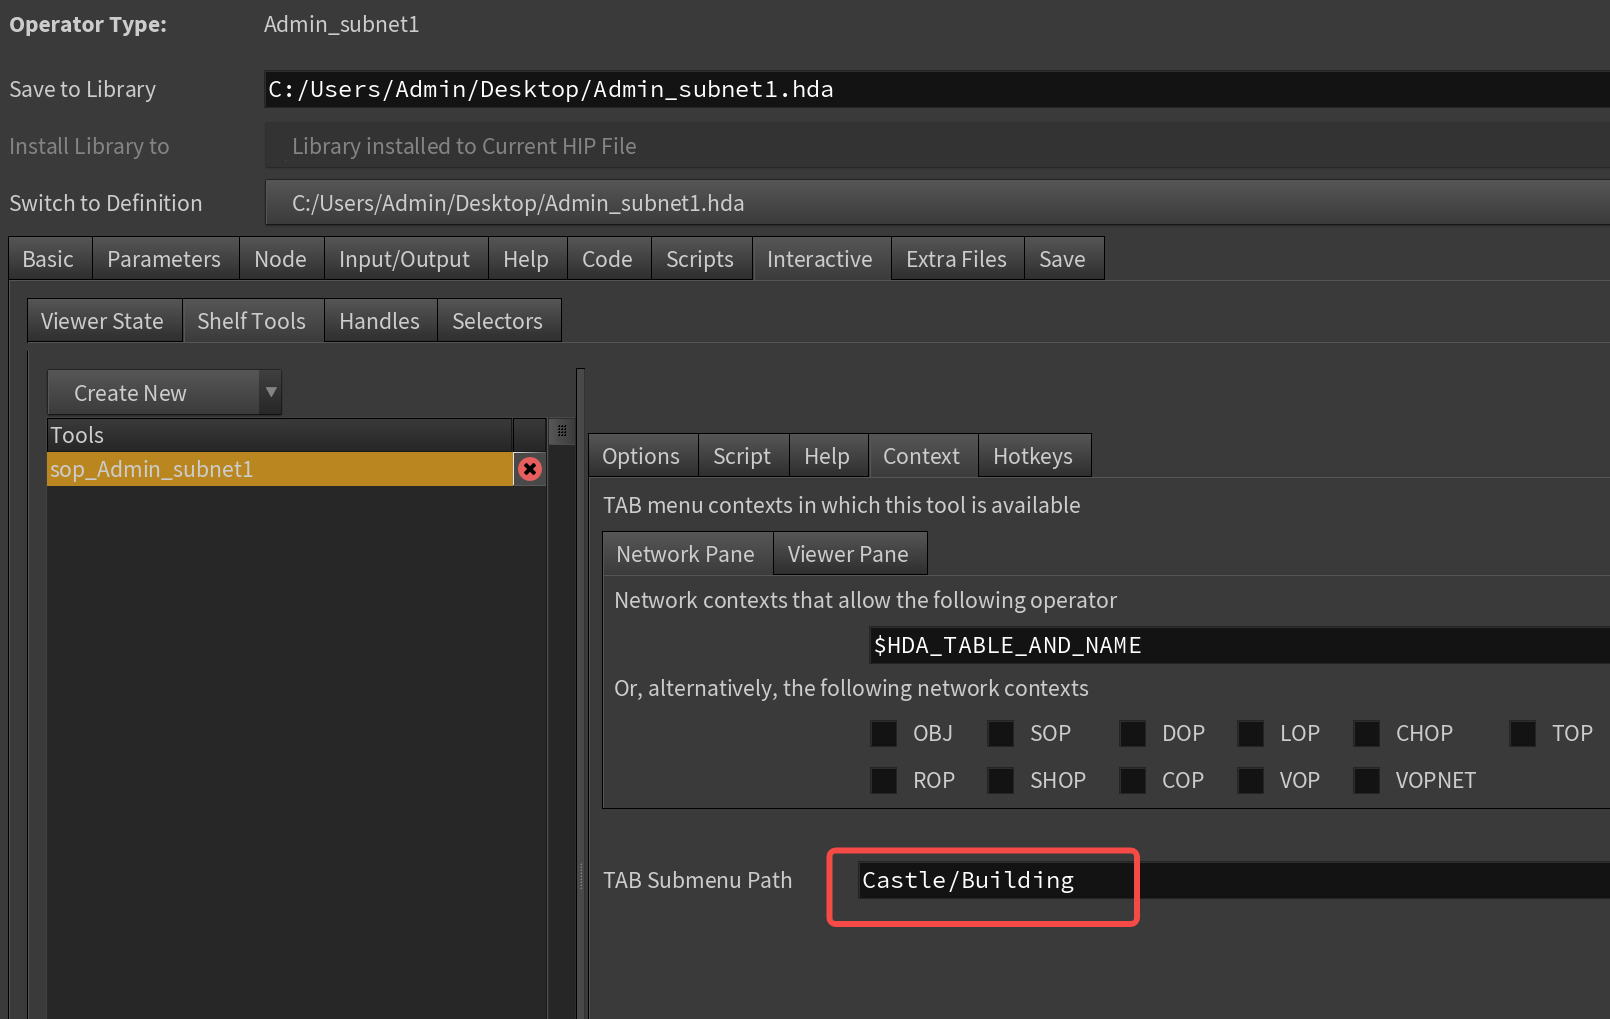 Operator Type: Admin_subnet1
Save to Library C:/Users/Admin/Desktop/Admin_subnet1.hda
Install Library to Library installed to Current HIP File
Switch to Definition C:/Users/Admin/Desktop/Admin_subnet1.hda
Basic Parameters Node Input/Output Help Code Scripts Interactive Extra Files Save
Viewer State Shelf Tools Handles Selectors
Create New
Tools
sop_Admin_subnet1
Options Script Help Context Hotkeys
TAB menu contexts in which this tool is available
Network Pane Viewer Pane
Network contexts that allow the following operator
$HDA_TABLE_AND_NAME
Or, alternatively, the following network contexts
OBJ SOP DOP LOP CHOP TOP
ROP SHOP COP VOP VOPNET
TAB Submenu Path Castle/Building